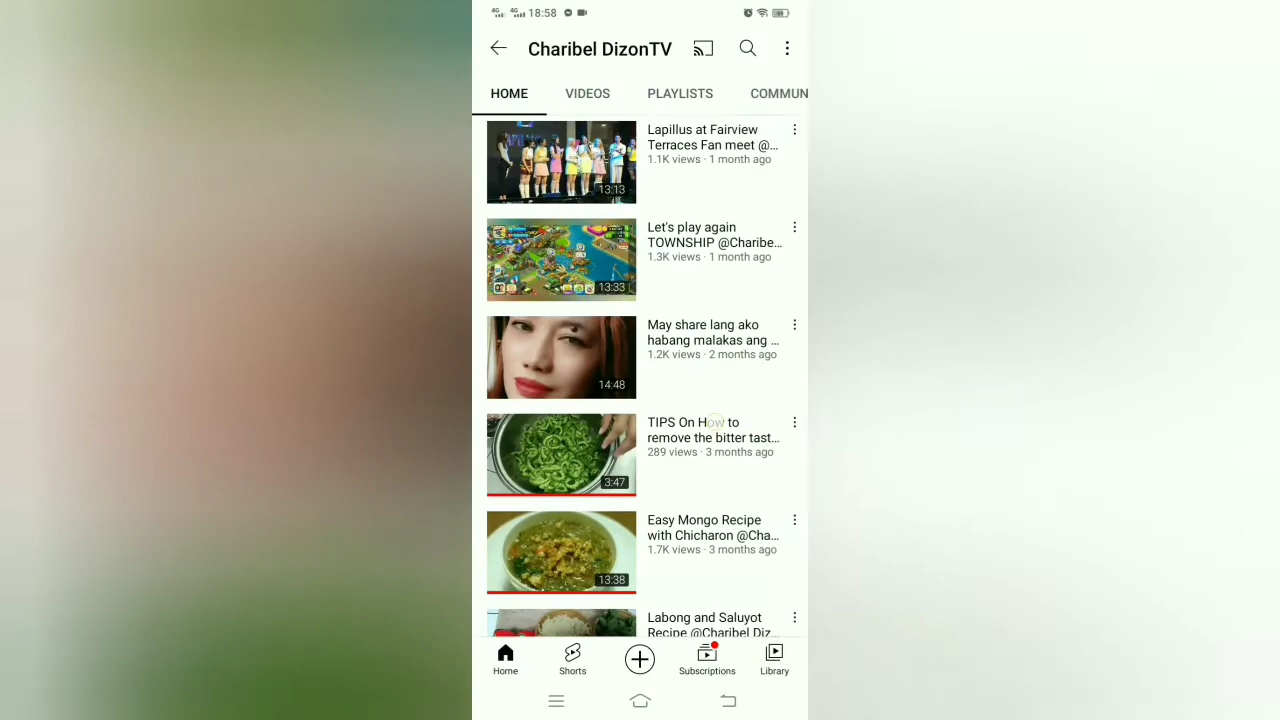 4G 4G 18:58
Charibel DizonTV
HOME VIDEOS PLAYLISTS COMMUN
Lapillus at Fairview
Terraces Fan meet @...
1.1K views · 1 month ago
13:13
Let's play again
TOWNSHIP @Charibe...
1.3K views · 1 month ago
13:33
May share lang ako
habang malakas ang ...
1.2K views · 2 months ago
14:48
TIPS On How to
remove the bitter tast...
289 views · 3 months ago
3:47
Easy Mongo Recipe
with Chicharon @Cha...
1.7K views · 3 months ago
13:38
Labong and Saluyot
Recipe @Charibel Diz...
Home Shorts Subscriptions Library